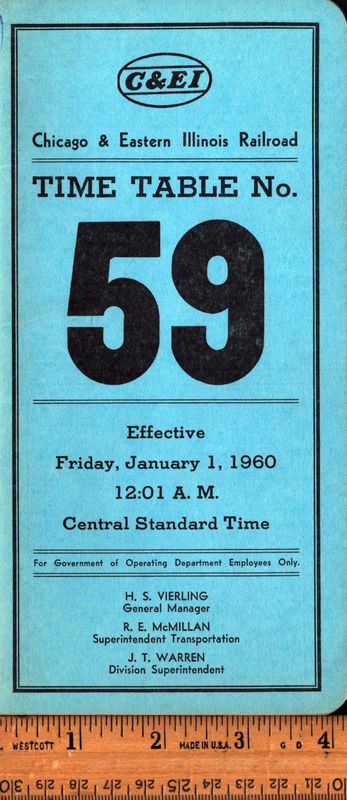 C&EI
Chicago & Eastern Illinois Railroad
TIME TABLE No.
59
Effective
Friday, January 1, 1960
12:01 A. M.
Central Standard Time
For Government of Operating Department Employees Only.
H. S. VIERLING
General Manager
R. E. McMILLAN
Superintendent Transportation
J. T. WARREN
Division Superintendent
WESTCOTT 1 2 MADE IN U.S.A. 3 4